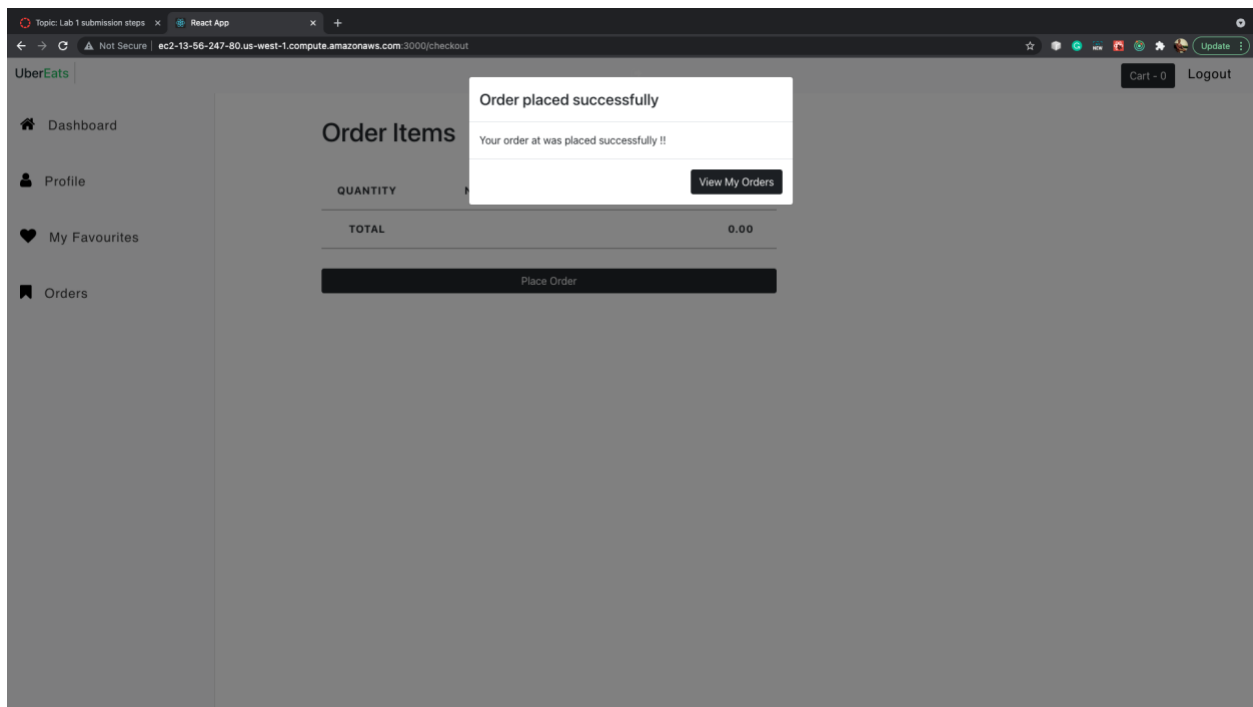 Topic: Lab 1 submission steps
React App
Not Secure | ec2-13-56-247-80.us-west-1.compute.amazonaws.com:3000/checkout
NEW
Update
UberEats
Cart - 0
Logout
Order placed successfully
Your order at was placed successfully !!
View My Orders
Dashboard
Profile
My Favourites
Orders
Order Items
QUANTITY
TOTAL 0.00
Place Order